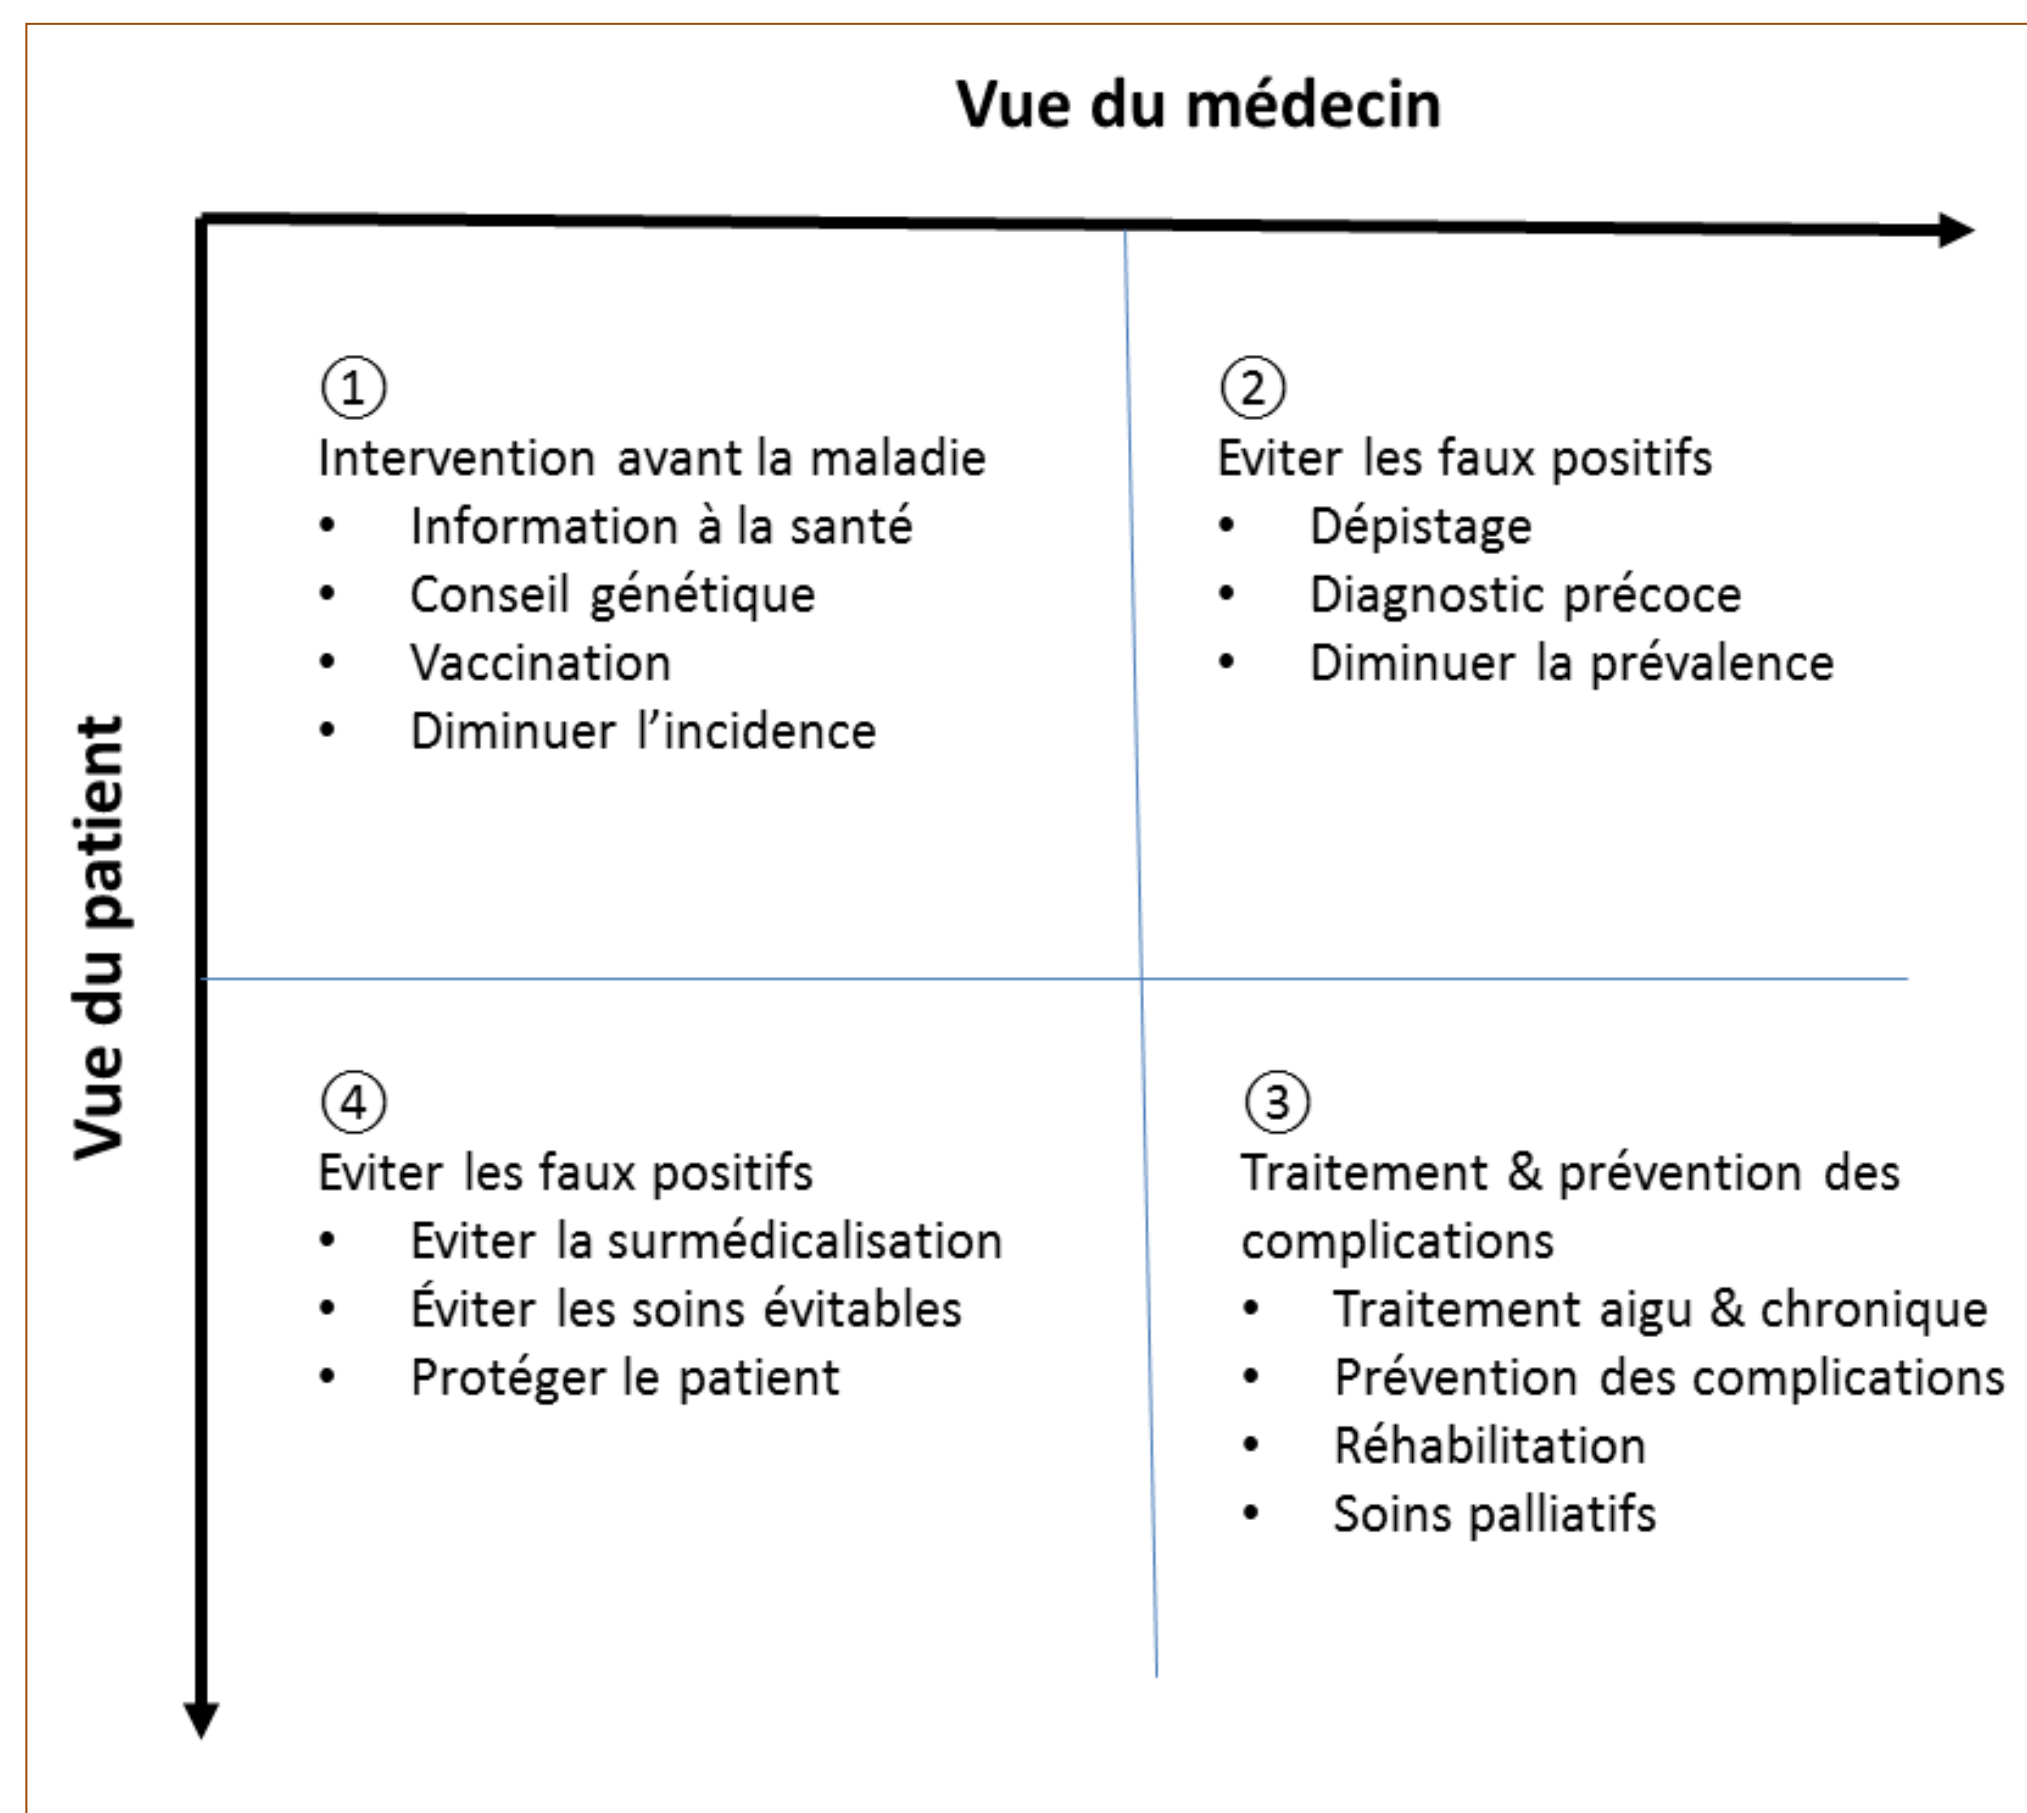 Vue du médecin
Vue du patient
①
Intervention avant la maladie
• Information à la santé
• Conseil génétique
• Vaccination
• Diminuer l’incidence
②
Eviter les faux positifs
• Dépistage
• Diagnostic précoce
• Diminuer la prévalence
④
Eviter les faux positifs
• Eviter la surmédicalisation
• Éviter les soins évitables
• Protéger le patient
③
Traitement & prévention des
complications
• Traitement aigu & chronique
• Prévention des complications
• Réhabilitation
• Soins palliatifs